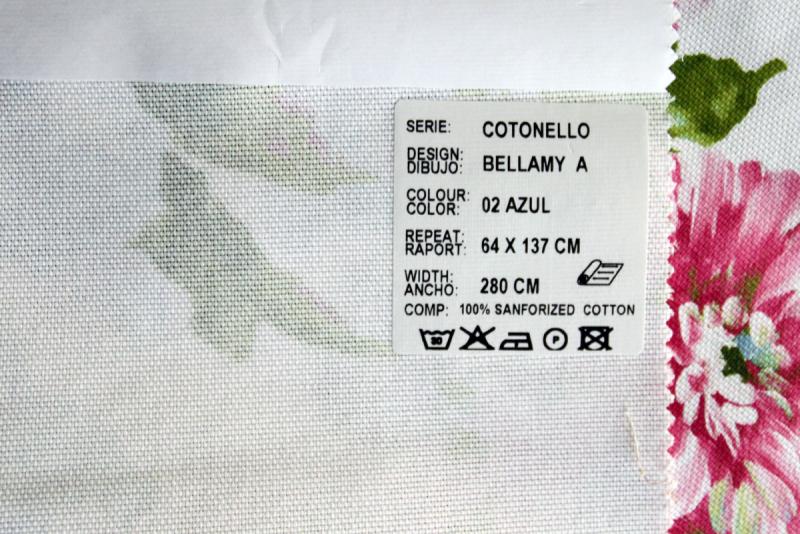 SERIE: COTONELLO
DESIGN:
DIBUJO: BELLAMY A
COLOUR:
COLOR: 02 AZUL
REPEAT:
RAPORT: 64 X 137 CM
WIDTH:
ANCHO: 280 CM
COMP: 100% SANFORIZED COTTON
30 P